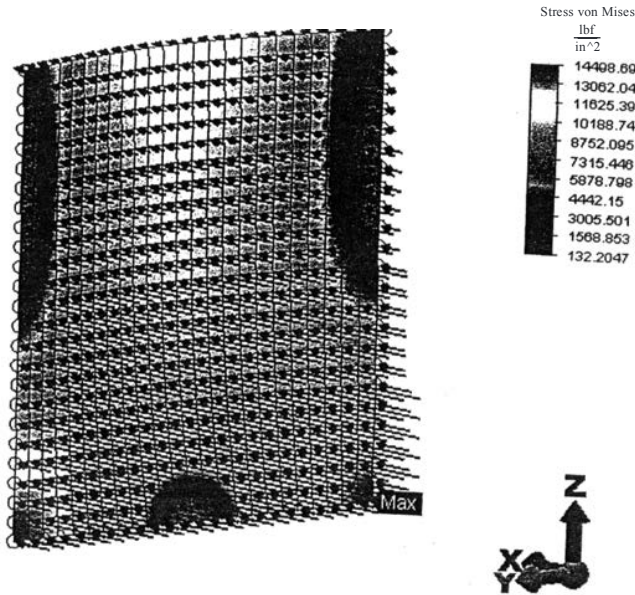 Stress von Mises
lbf
in^2
14498.69
13062.04
11625.39
10188.74
8752.095
7315.446
5878.798
4442.15
3005.501
1568.853
132.2047
Max
Z
X
Y